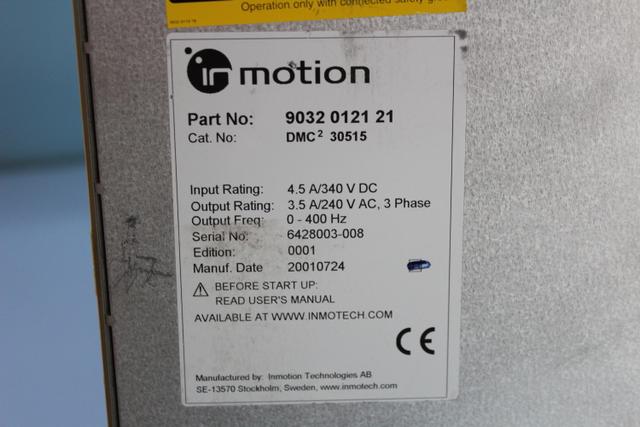 Operation only with connected safety
in motion
Part No: 9032 0121 21
Cat. No: DMC² 30515
Input Rating: 4.5 A/340 V DC
Output Rating: 3.5 A/240 V AC, 3 Phase
Output Freq: 0 - 400 Hz
Serial No: 6428003-008
Edition: 0001
Manuf. Date 20010724
BEFORE START UP:
READ USER'S MANUAL
AVAILABLE AT WWW.INMOTECH.COM
CE
Manufactured by: Inmotion Technologies AB
SE-13570 Stockholm, Sweden, www.inmotech.com